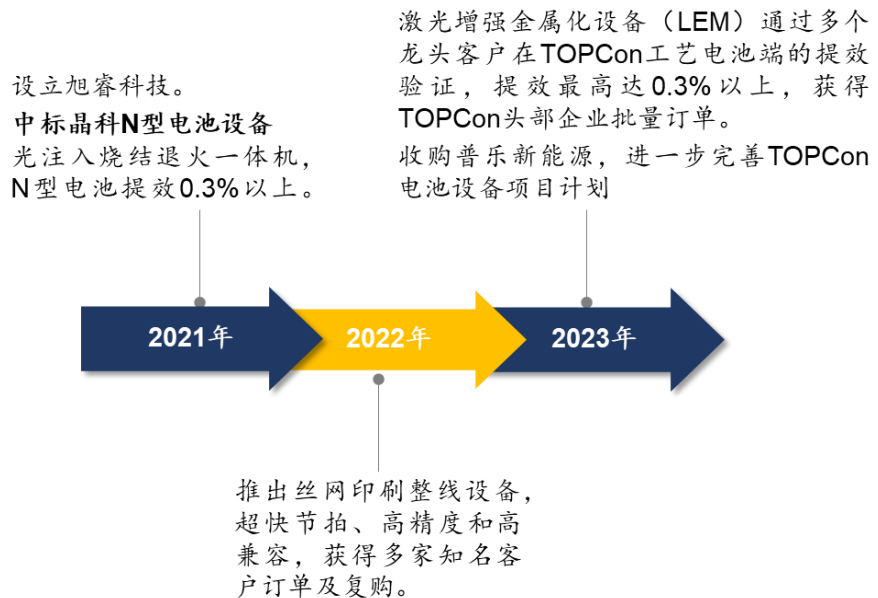 设立旭睿科技。
中标晶科N型电池设备
光注入烧结退火一体机，
N型电池提效0.3%以上。
激光增强金属化设备（LEM）通过多个
龙头客户在TOPCon工艺电池端的提效
验证，提效最高达0.3%以上，获得
TOPCon头部企业批量订单。
收购普乐新能源，进一步完善TOPCon
电池设备项目计划
2021年
2022年
2023年
推出丝网印刷整线设备，
超快节拍、高精度和高
兼容，获得多家知名客
户订单及复购。